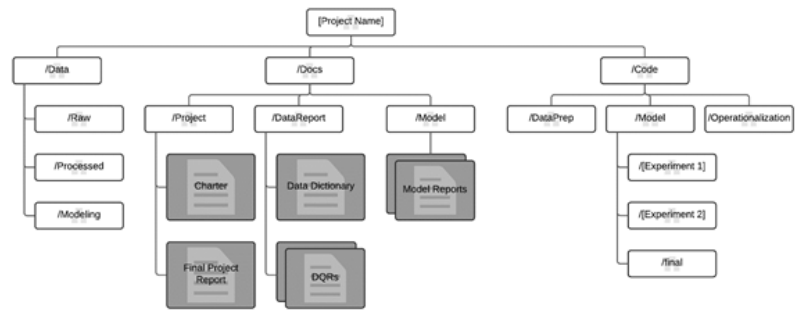 [Project Name]
/Data
/Docs
/Code
/Raw
/Project
/DataReport
/Model
/DataPrep
/Model
/Operationalization
/Processed
Charter
Data Dictionary
Model Reports
/[Experiment 1]
/Modeling
/[Experiment 2]
Final Project
Report
DQRs
/final